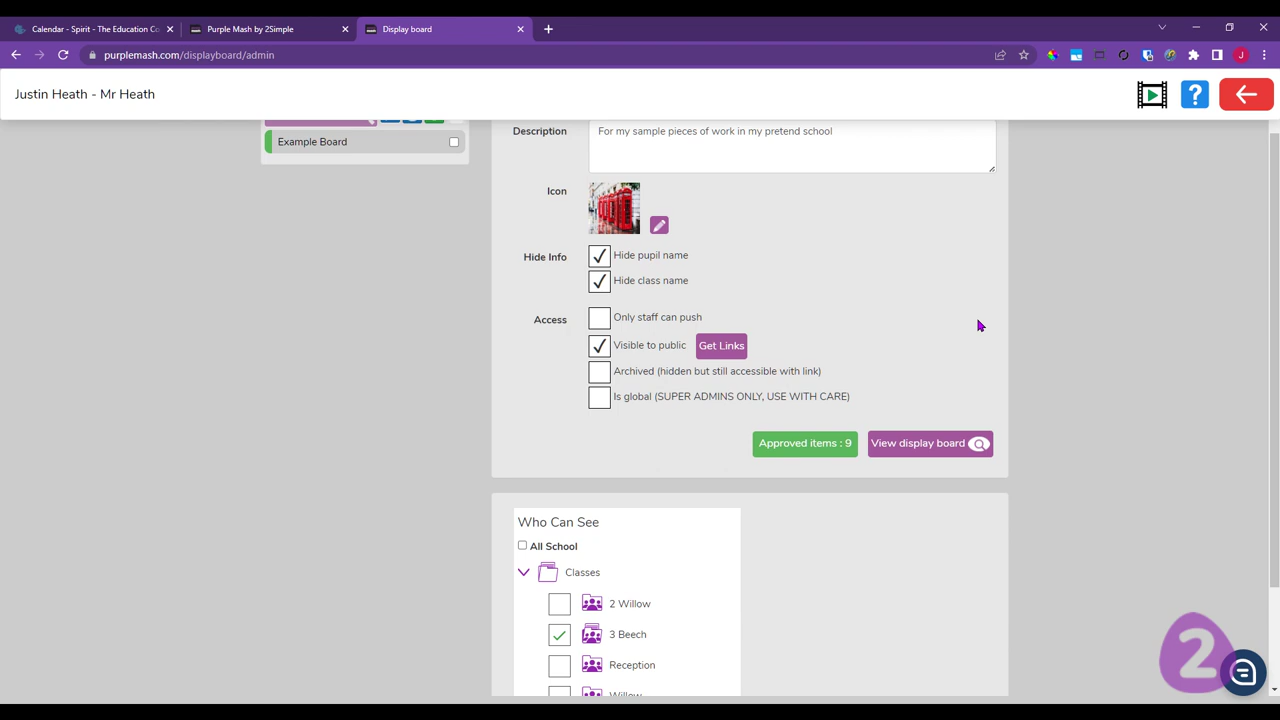 Calendar - Spirit - The Education Co
Purple Mash by 2Simple
Display board
purplemash.com/displayboard/admin
J
Justin Heath - Mr Heath
?
Example Board
Description
For my sample pieces of work in my pretend school
Icon
Hide Info
Hide pupil name
Hide class name
Access
Only staff can push
Visible to public
Get Links
Archived (hidden but still accessible with link)
Is global (SUPER ADMINS ONLY, USE WITH CARE)
Approved items : 9
View display board
Who Can See
All School
Classes
2 Willow
3 Beech
Reception
Willow
2